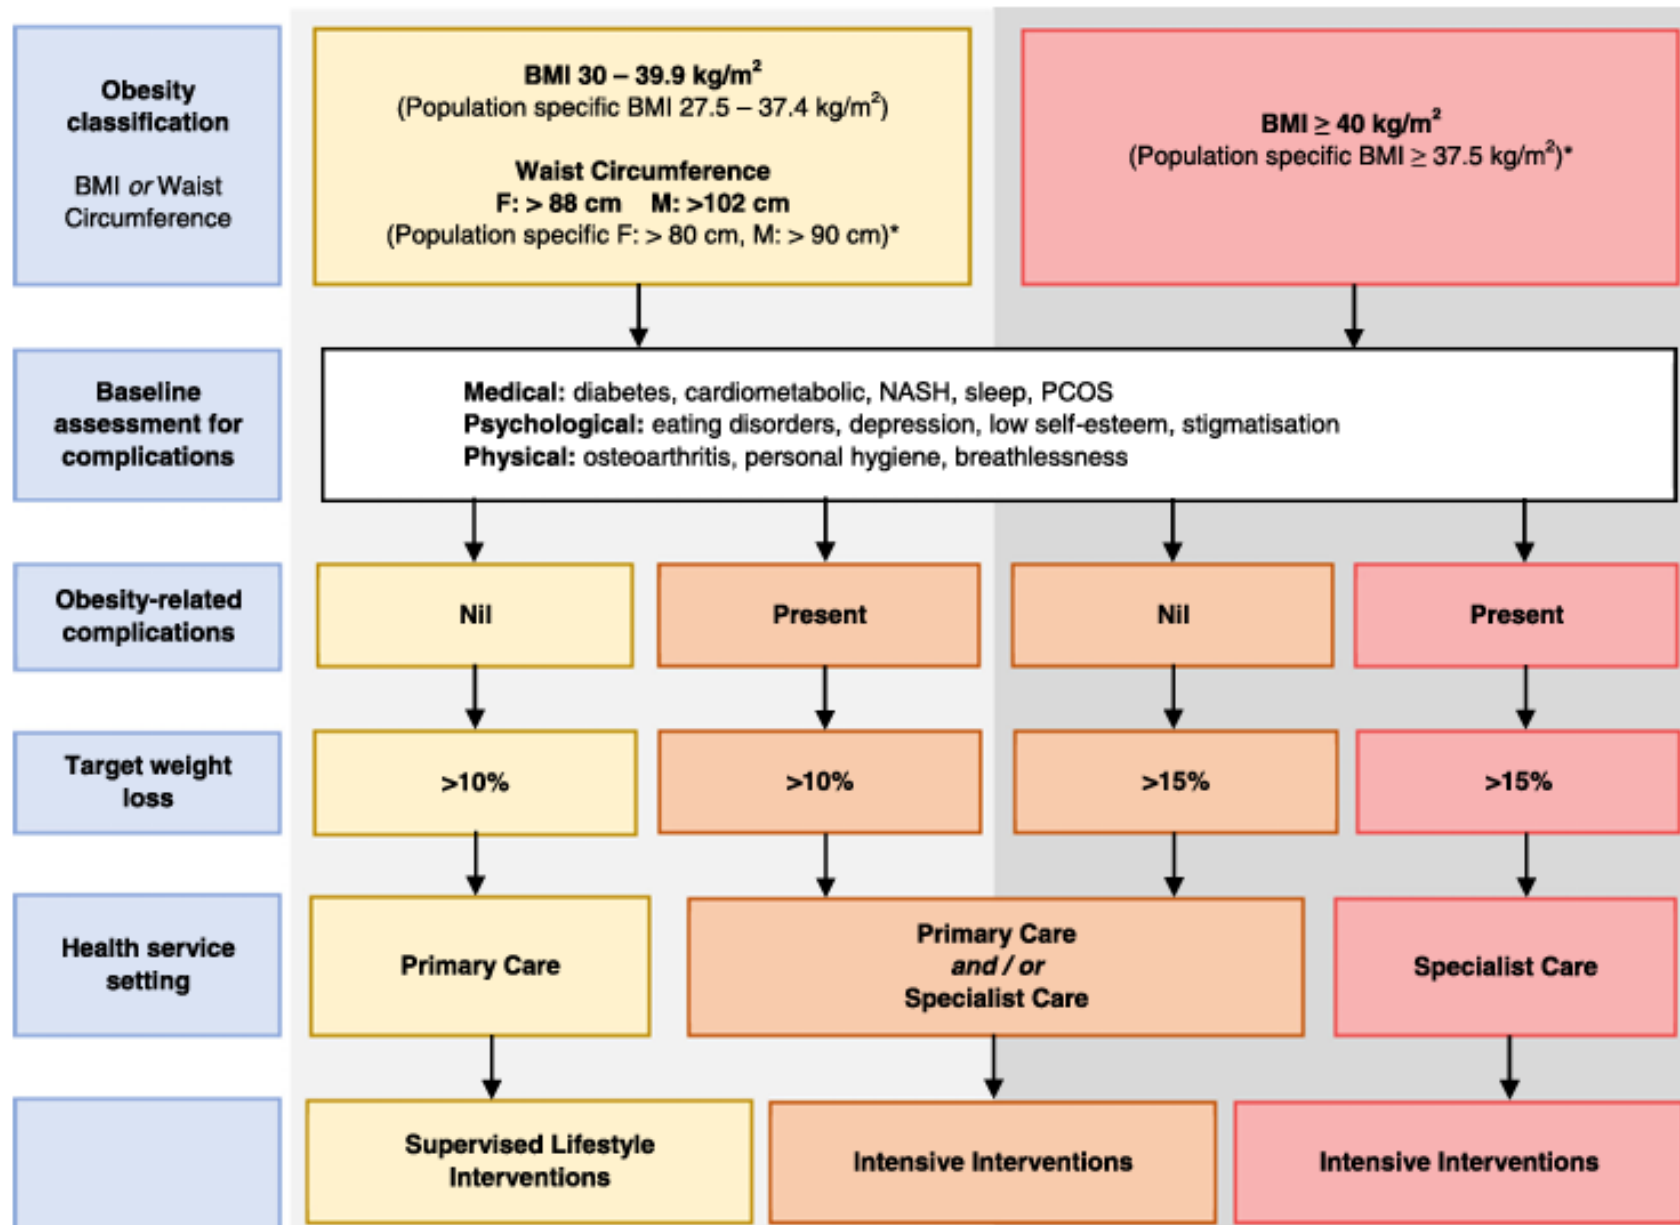 Obesity
classification
BMI or Waist
Circumference
BMI 30 – 39.9 kg/m²
(Population specific BMI 27.5 – 37.4 kg/m²)
Waist Circumference
F: > 88 cm M: >102 cm
(Population specific F: > 80 cm, M: > 90 cm)*
BMI ≥ 40 kg/m²
(Population specific BMI ≥ 37.5 kg/m²)*
Baseline
assessment for
complications
Medical: diabetes, cardiometabolic, NASH, sleep, PCOS
Psychological: eating disorders, depression, low self-esteem, stigmatisation
Physical: osteoarthritis, personal hygiene, breathlessness
Obesity-related
complications
Nil
Present
Nil
Present
Target weight
loss
>10%
>10%
>15%
>15%
Health service
setting
Primary Care
Primary Care
and / or
Specialist Care
Specialist Care
Supervised Lifestyle
Interventions
Intensive Interventions
Intensive Interventions